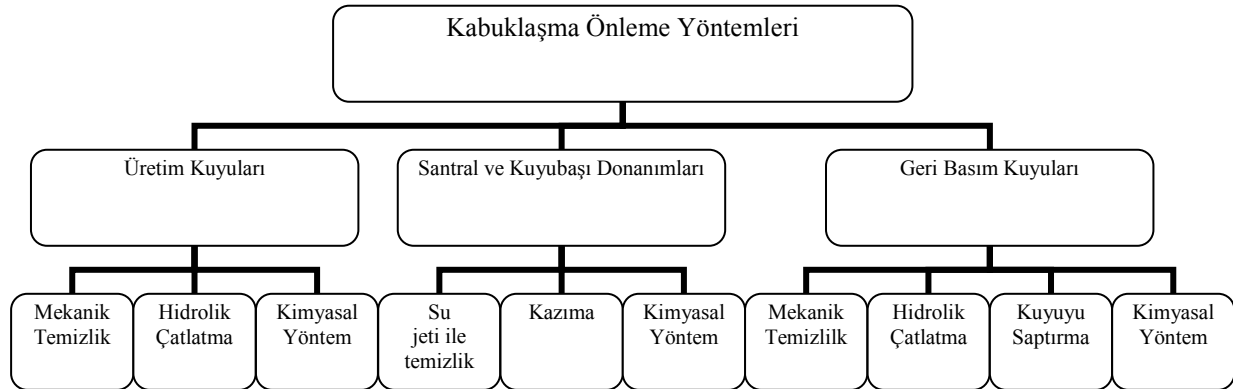 Kabuklaşma Önleme Yöntemleri
Üretim Kuyuları
Santral ve Kuyubaşı Donanımları
Geri Basım Kuyuları
Mekanik
Temizlik
Hidrolik
Çatlatma
Kimyasal
Yöntem
Su
jeti ile
temizlik
Kazıma
Kimyasal
Yöntem
Mekanik
Temizlilk
Hidrolik
Çatlatma
Kuyuyu
Saptırma
Kimyasal
Yöntem